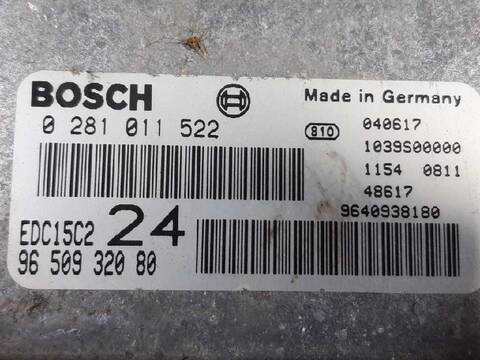 BOSCH
Made in Germany
0 281 011 522
810
040617
1039S00000
1154 0811
48617
9640938180
EDC15C2 24
96 509 320 80